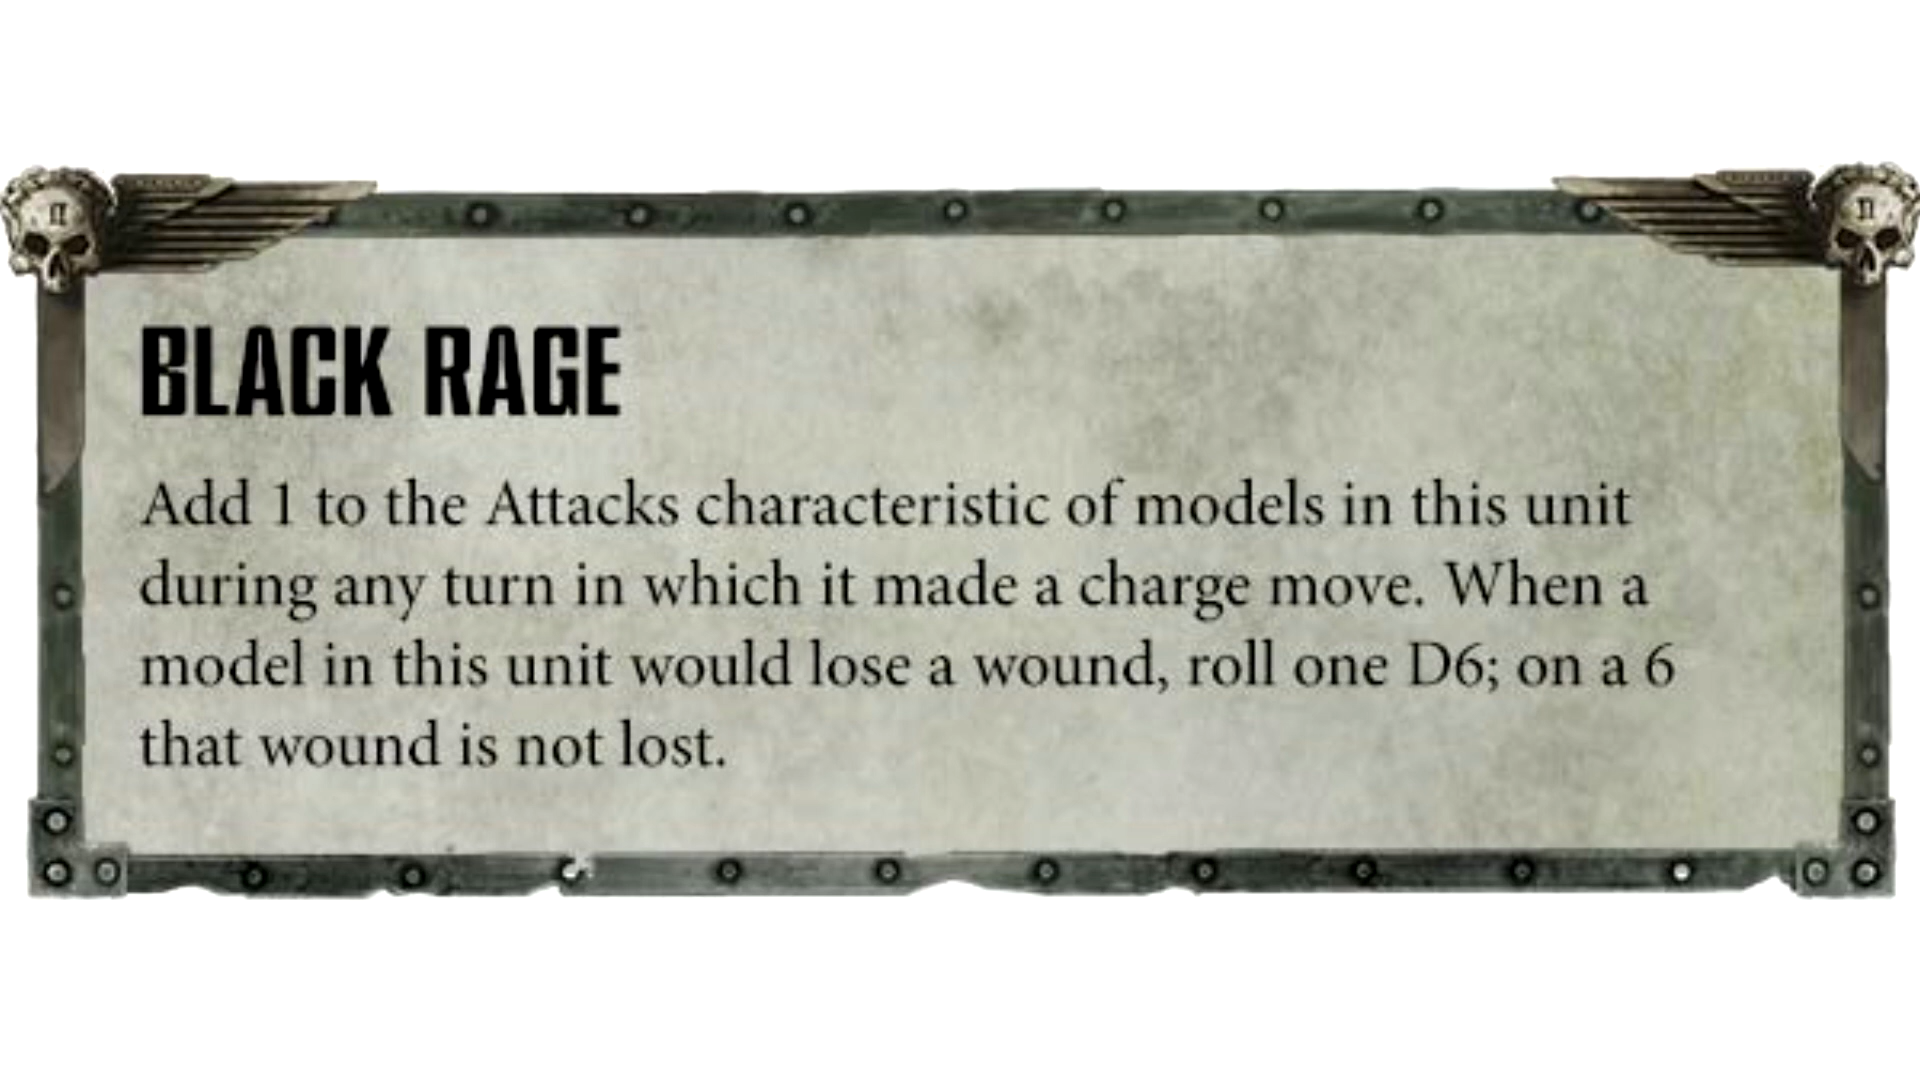 BLACK RAGE
Add 1 to the Attacks characteristic of models in this unit
during any turn in which it made a charge move. When a
model in this unit would lose a wound, roll one D6; on a 6
that wound is not lost.